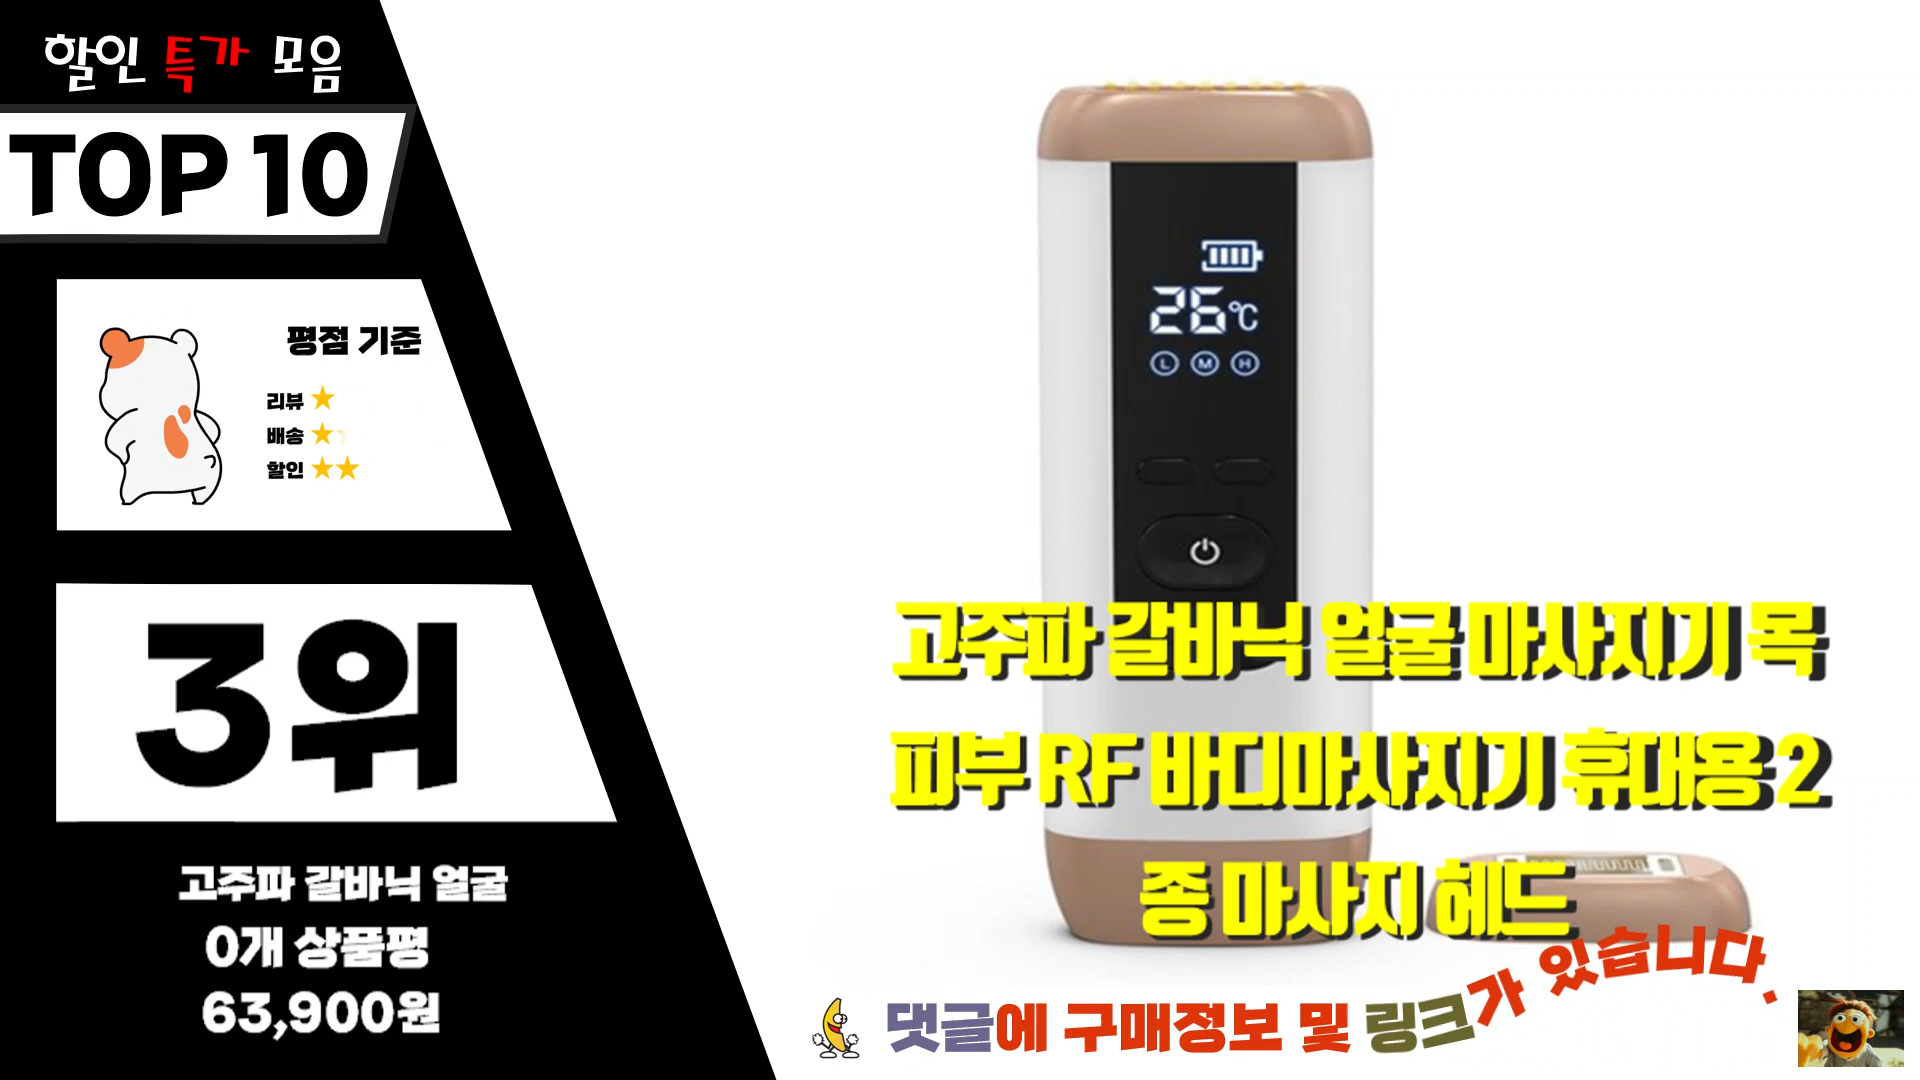 할인 특가 모음
TOP 10
평점 기준
리뷰 ★
배송 ★
할인 ★★
3위
고주파 갈바닉 얼굴
0개 상품평
63,900원
26℃
L M H
고주파 갈바닉 얼굴 마사지기 목
피부 RF 바디마사지기 휴대용 2
종 마사지 헤드
댓글에 구매정보 및 링크가 있습니다.